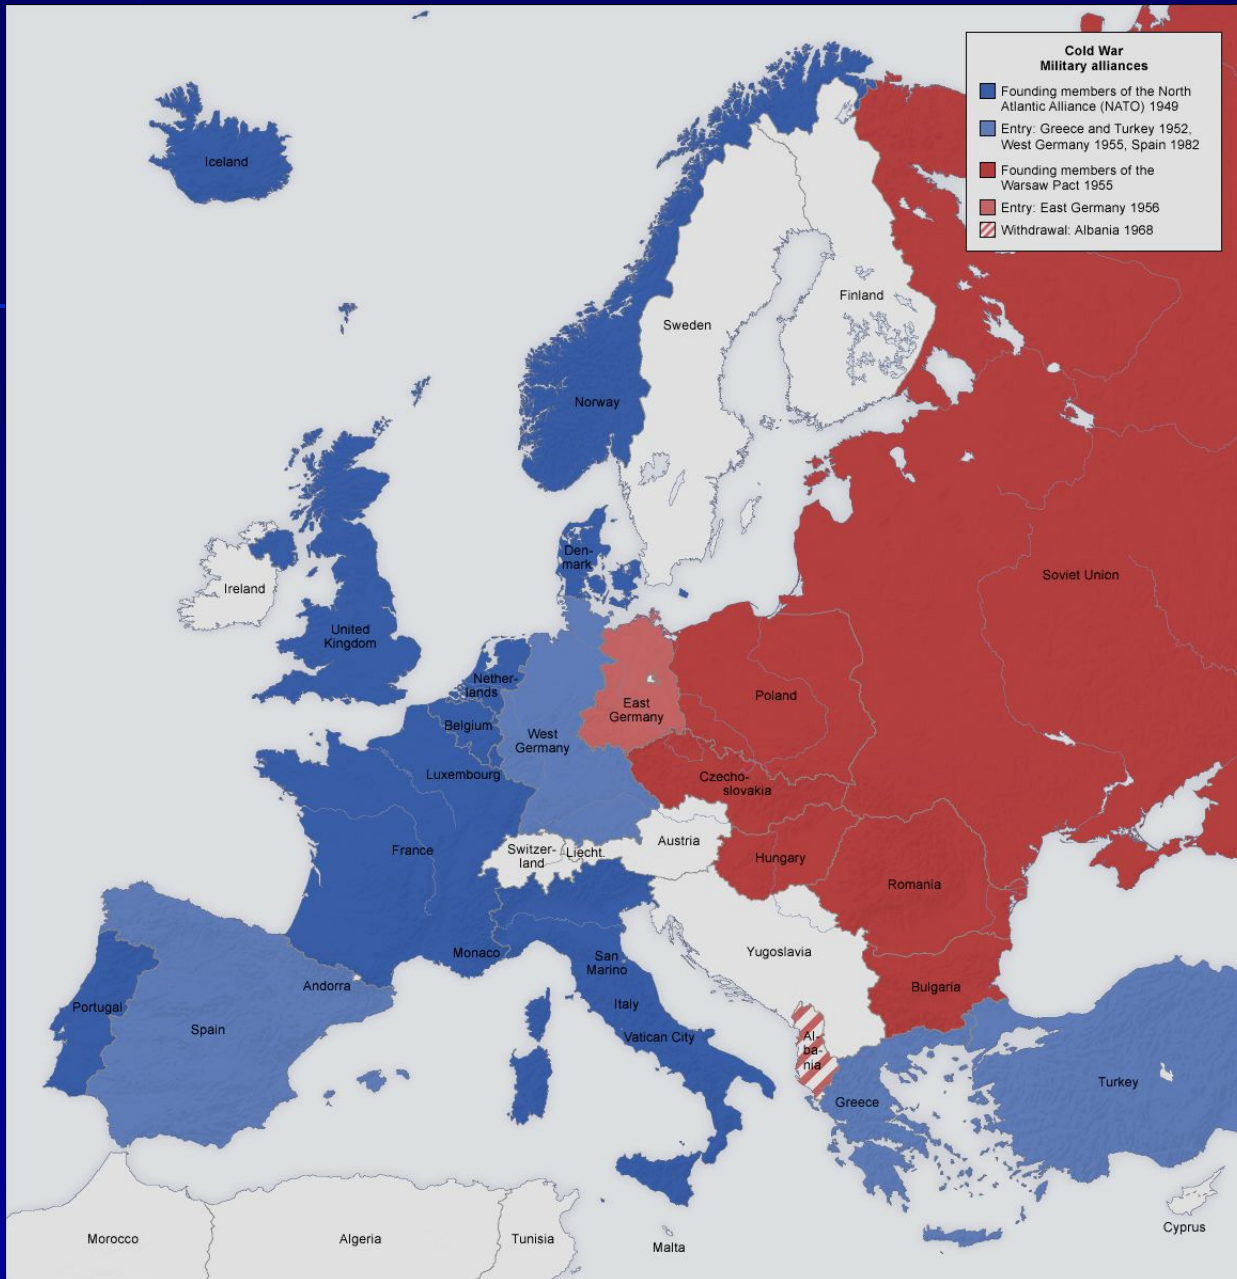 Cold War
Military alliances
Founding members of the North
Atlantic Alliance (NATO) 1949
Entry: Greece and Turkey 1952,
West Germany 1955, Spain 1982
Founding members of the
Warsaw Pact 1955
Entry: East Germany 1956
Withdrawal: Albania 1968
Iceland
Finland
Sweden
Norway
Den-
mark
Soviet Union
Ireland
United
Kingdom
Nether-
lands
Poland
East
Germany
Belgium
West
Germany
Luxembourg
Czecho-
slovakia
Austria
France
Switzer-
land
Liecht.
Hungary
Romania
Monaco
San
Marino
Yugoslavia
Andorra
Bulgaria
Portugal
Italy
Spain
Vatican City
Al-
ba-
nia
Turkey
Greece
Cyprus
Morocco
Algeria
Tunisia
Malta